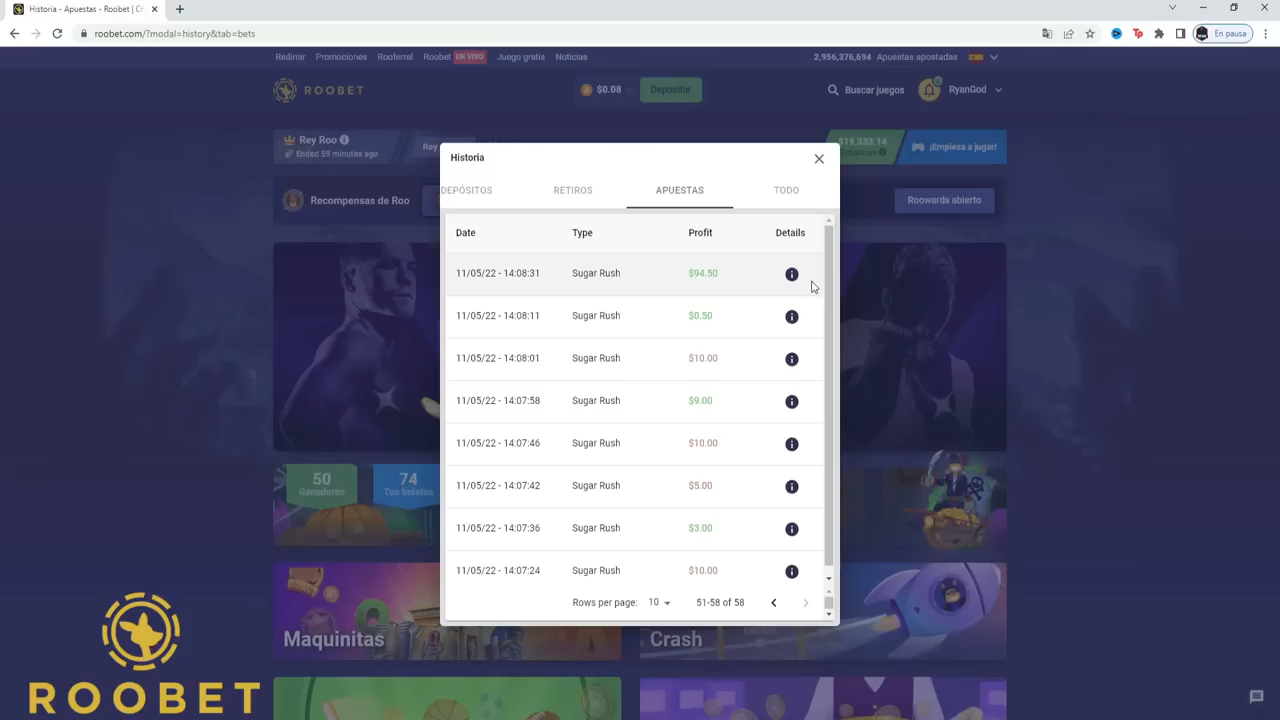 Historia - Apuestas - Roobet | Cr
roobet.com/?modal=history&tab=bets
En pausa
Redimir Promociones Rooferral Roobet EN VIVO Juego gratis Noticias
2,956,376,694 Apuestas apostadas
ROOBET
$0.08
Depositar
Buscar juegos
RyanGod
Rey Roo
Ended 59 minutes ago
Rey
$19,333.14
¡Empieza a jugar!
Recompensas de Roo
Roowards abierto
Historia
DEPÓSITOS RETIROS APUESTAS TODO
Date Type Profit Details
11/05/22 - 14:08:31 Sugar Rush $94.50
11/05/22 - 14:08:11 Sugar Rush $0.50
11/05/22 - 14:08:01 Sugar Rush $10.00
11/05/22 - 14:07:58 Sugar Rush $9.00
11/05/22 - 14:07:46 Sugar Rush $10.00
11/05/22 - 14:07:42 Sugar Rush $5.00
11/05/22 - 14:07:36 Sugar Rush $3.00
11/05/22 - 14:07:24 Sugar Rush $10.00
Rows per page: 10 51-58 of 58
50
Ganadores
74
Tus boletos
Maquinitas
Crash
ROOBET